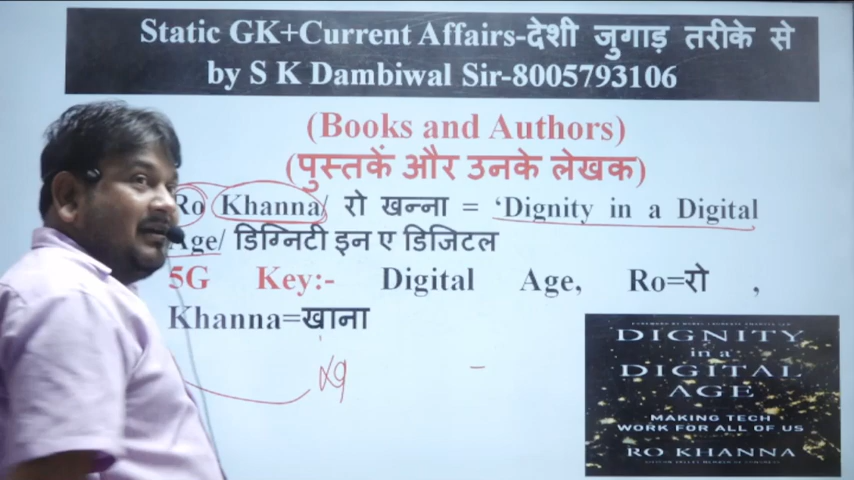 Static GK+Current Affairs-देशी जुगाड़ तरीके से
by S K Dambiwal Sir-8005793106
(Books and Authors)
(पुस्तकें और उनके लेखक)
Ro Khanna/ रो खन्ना = ‘Dignity in a Digital
Age/ डिग्निटी इन ए डिजिटल
5G Key:- Digital Age, Ro=रो ,
Khanna=खाना
DIGNITY
in a
DIGITAL
AGE
MAKING TECH
WORK FOR ALL OF US
RO KHANNA